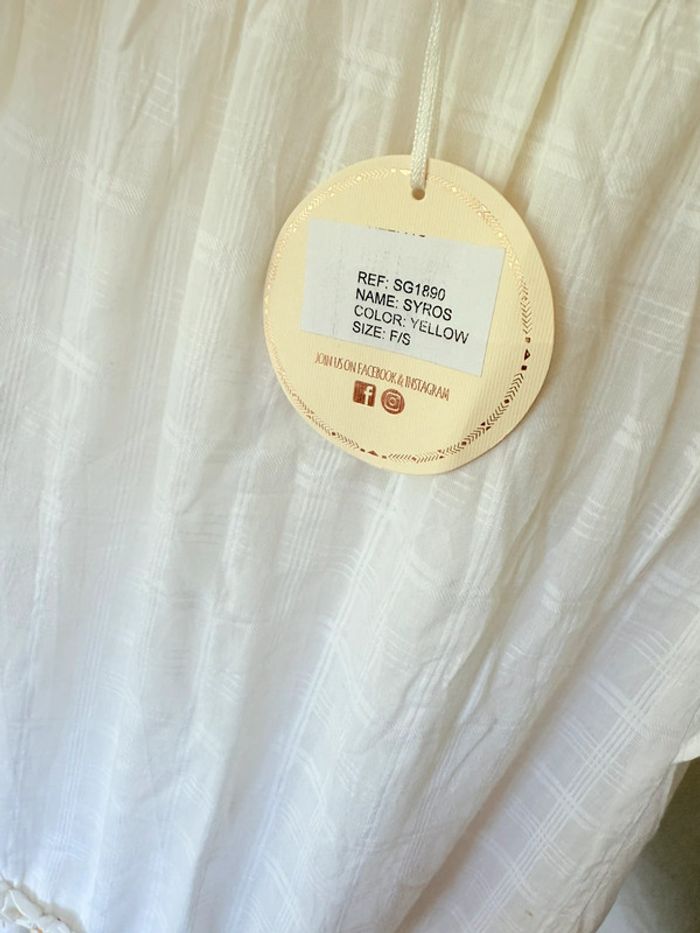 REF: SG1890
NAME: SYROS
COLOR: YELLOW
SIZE: F/S
JOIN US ON FACEBOOK & INSTAGRAM
f